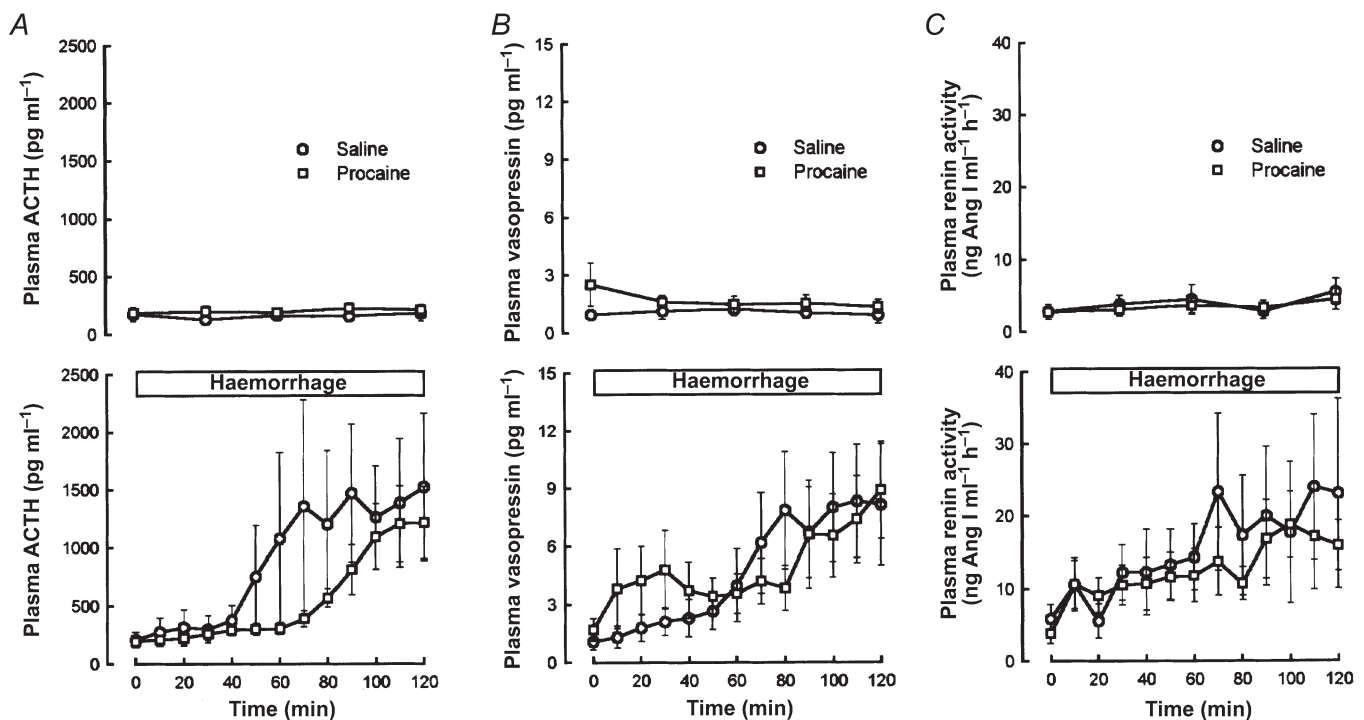 A
Plasma ACTH (pg ml⁻¹)
2500
2000
1500
1000
500
0
Saline
Procaine
B
Plasma vasopressin (pg ml⁻¹)
15
12
9
6
3
0
Saline
Procaine
C
Plasma renin activity
(ng Ang I ml⁻¹ h⁻¹)
40
30
20
10
0
Saline
Procaine
Plasma ACTH (pg ml⁻¹)
2500
2000
1500
1000
500
0
Haemorrhage
0 20 40 60 80 100 120
Time (min)
Plasma vasopressin (pg ml⁻¹)
15
12
9
6
3
0
Haemorrhage
0 20 40 60 80 100 120
Time (min)
Plasma renin activity
(ng Ang I ml⁻¹ h⁻¹)
40
30
20
10
0
Haemorrhage
0 20 40 60 80 100 120
Time (min)